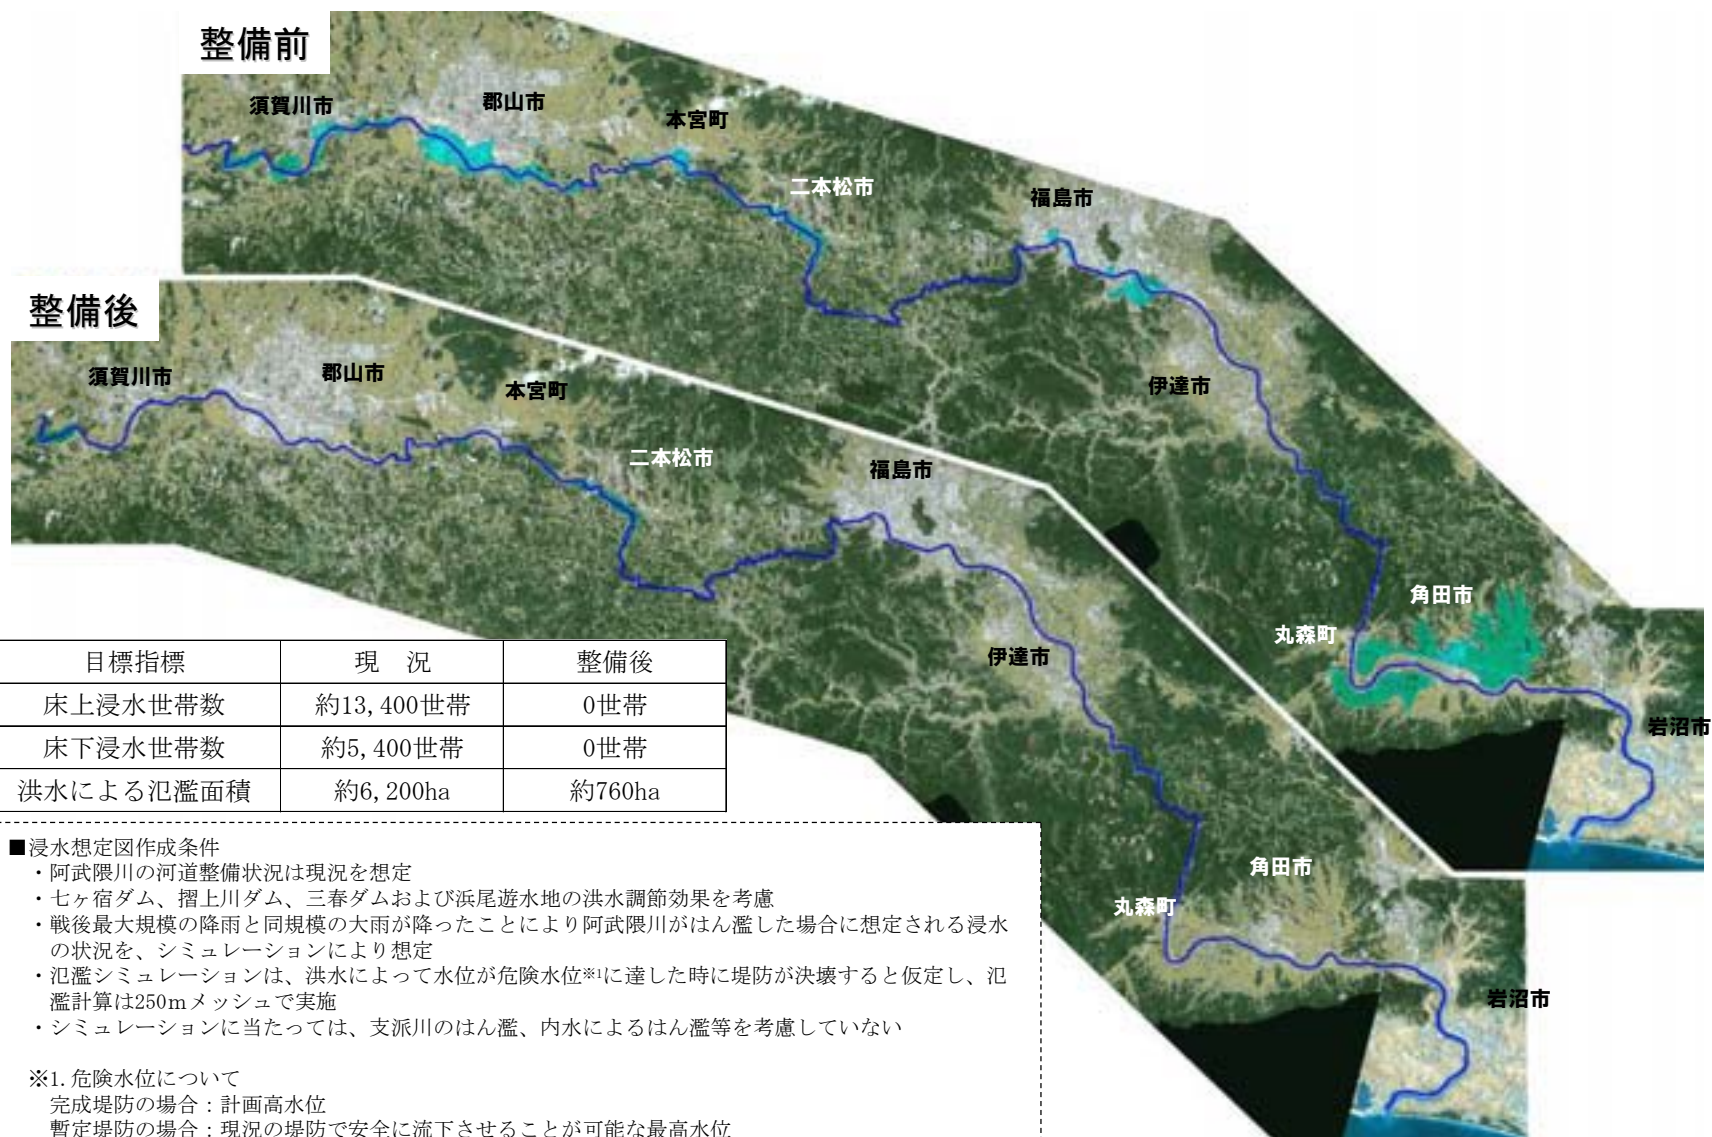 整備前
須賀川市
郡山市
本宮町
二本松市
福島市
伊達市
角田市
丸森町
岩沼市
整備後
須賀川市
郡山市
本宮町
二本松市
福島市
伊達市
角田市
丸森町
岩沼市
目標指標 現　況 整備後
床上浸水世帯数 約13,400世帯 0世帯
床下浸水世帯数 約5,400世帯 0世帯
洪水による氾濫面積 約6,200ha 約760ha
■浸水想定図作成条件
・阿武隈川の河道整備状況は現況を想定
・七ヶ宿ダム、摺上川ダム、三春ダムおよび浜尾遊水地の洪水調節効果を考慮
・戦後最大規模の降雨と同規模の大雨が降ったことにより阿武隈川がはん濫した場合に想定される浸水
の状況を、シミュレーションにより想定
・氾濫シミュレーションは、洪水によって水位が危険水位※1に達した時に堤防が決壊すると仮定し、氾
濫計算は250ｍメッシュで実施
・シミュレーションに当たっては、支派川のはん濫、内水によるはん濫等を考慮していない
※1.危険水位について
完成堤防の場合：計画高水位
暫定堤防の場合：現況の堤防で安全に流下させることが可能な最高水位